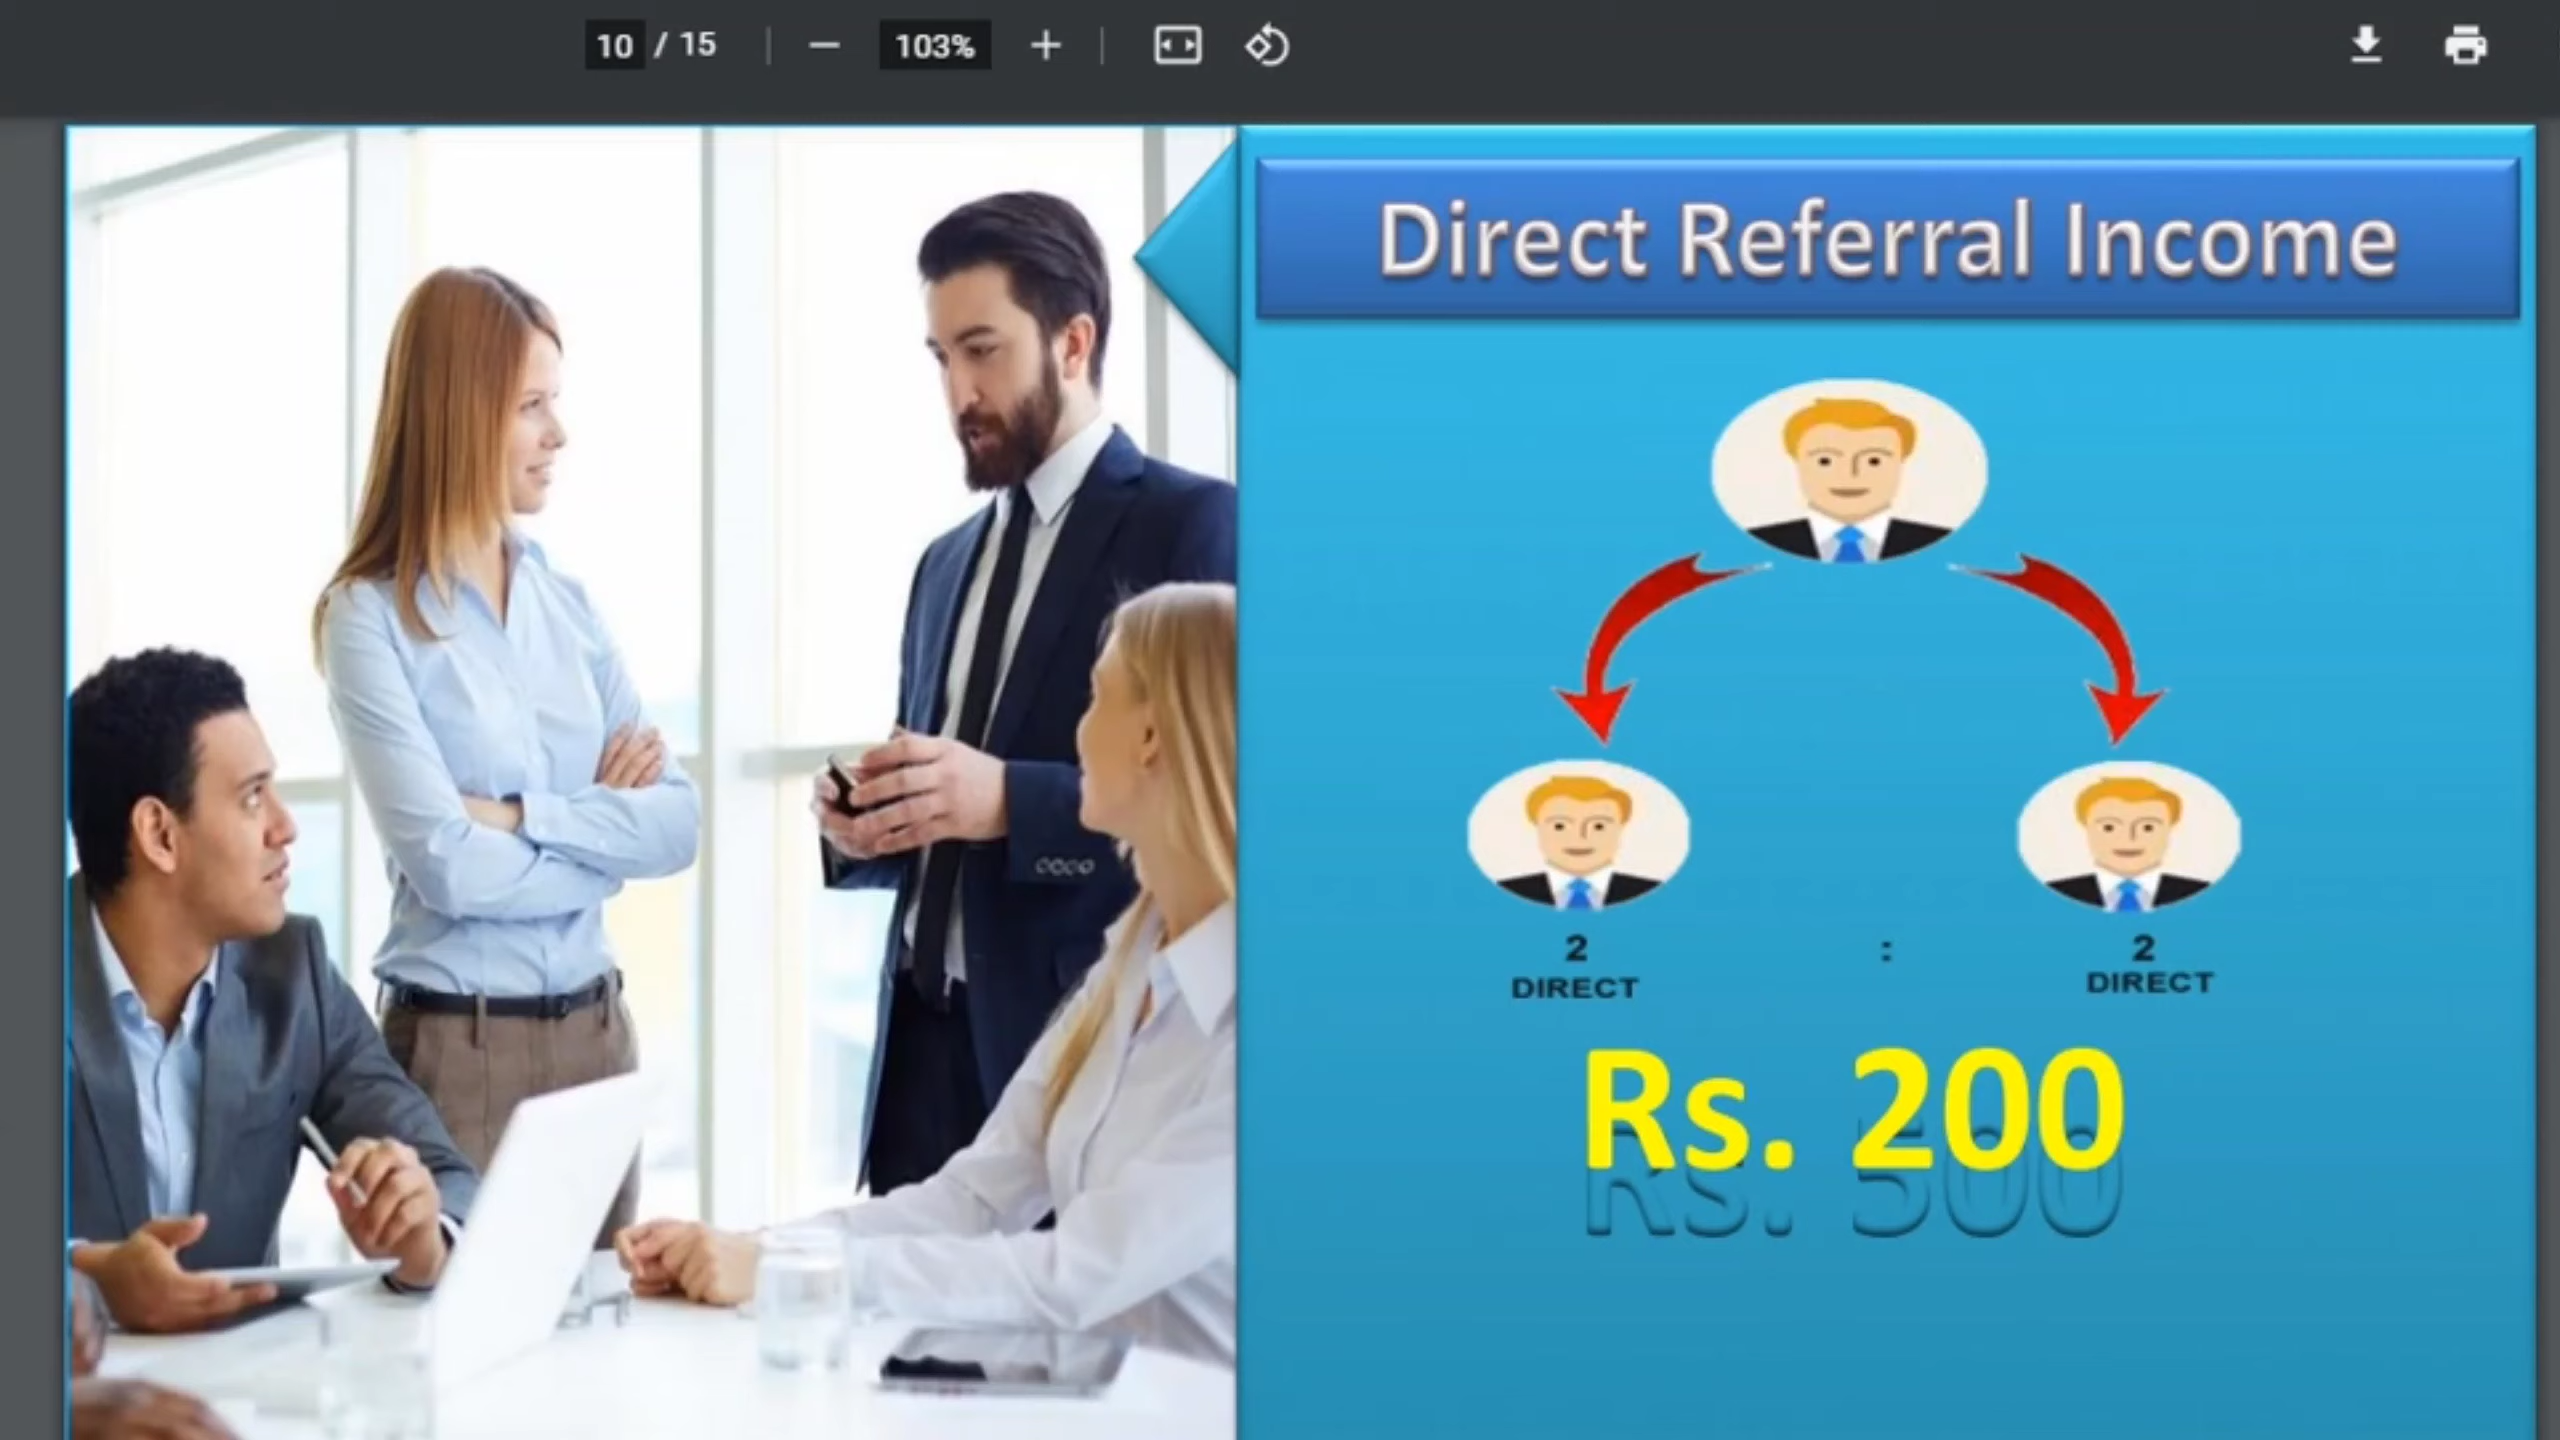 10 / 15 103%
Direct Referral Income
2 : 2
DIRECT DIRECT
Rs. 200
Rs. 500